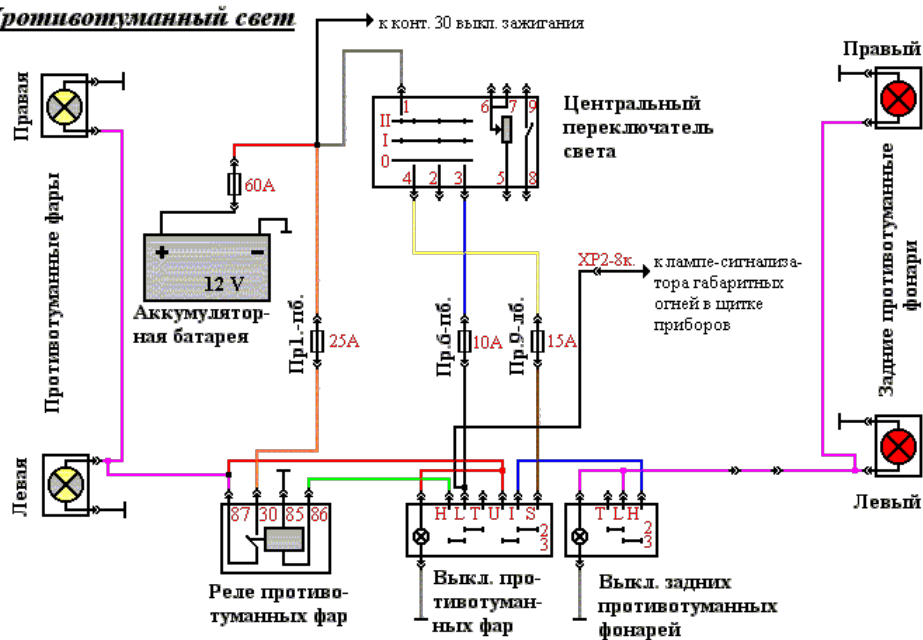 Противотуманный свет
к конт. 30 выкл. зажигания
Правая
Противотуманные фары
Левая
60А
+ -
12 V
Аккумулятор-
ная батарея
Пр1.-пб.
25А
1 6 7 9
II
I
0
4 2 3 5 8
Центральный
переключатель
света
Пр.6-пб.
10А
Пр.9-лб.
15А
ХР2-8к.
к лампе-сигнализа-
тора габаритных
огней в щитке
приборов
Правый
Задние противотуманные
фонари
Левый
87 30 85 86
Реле противо-
туманных фар
H L T U I S
2
3
Выкл. про-
тивотуман-
ных фар
T L H
2
3
Выкл. задних
противотуманных
фонарей